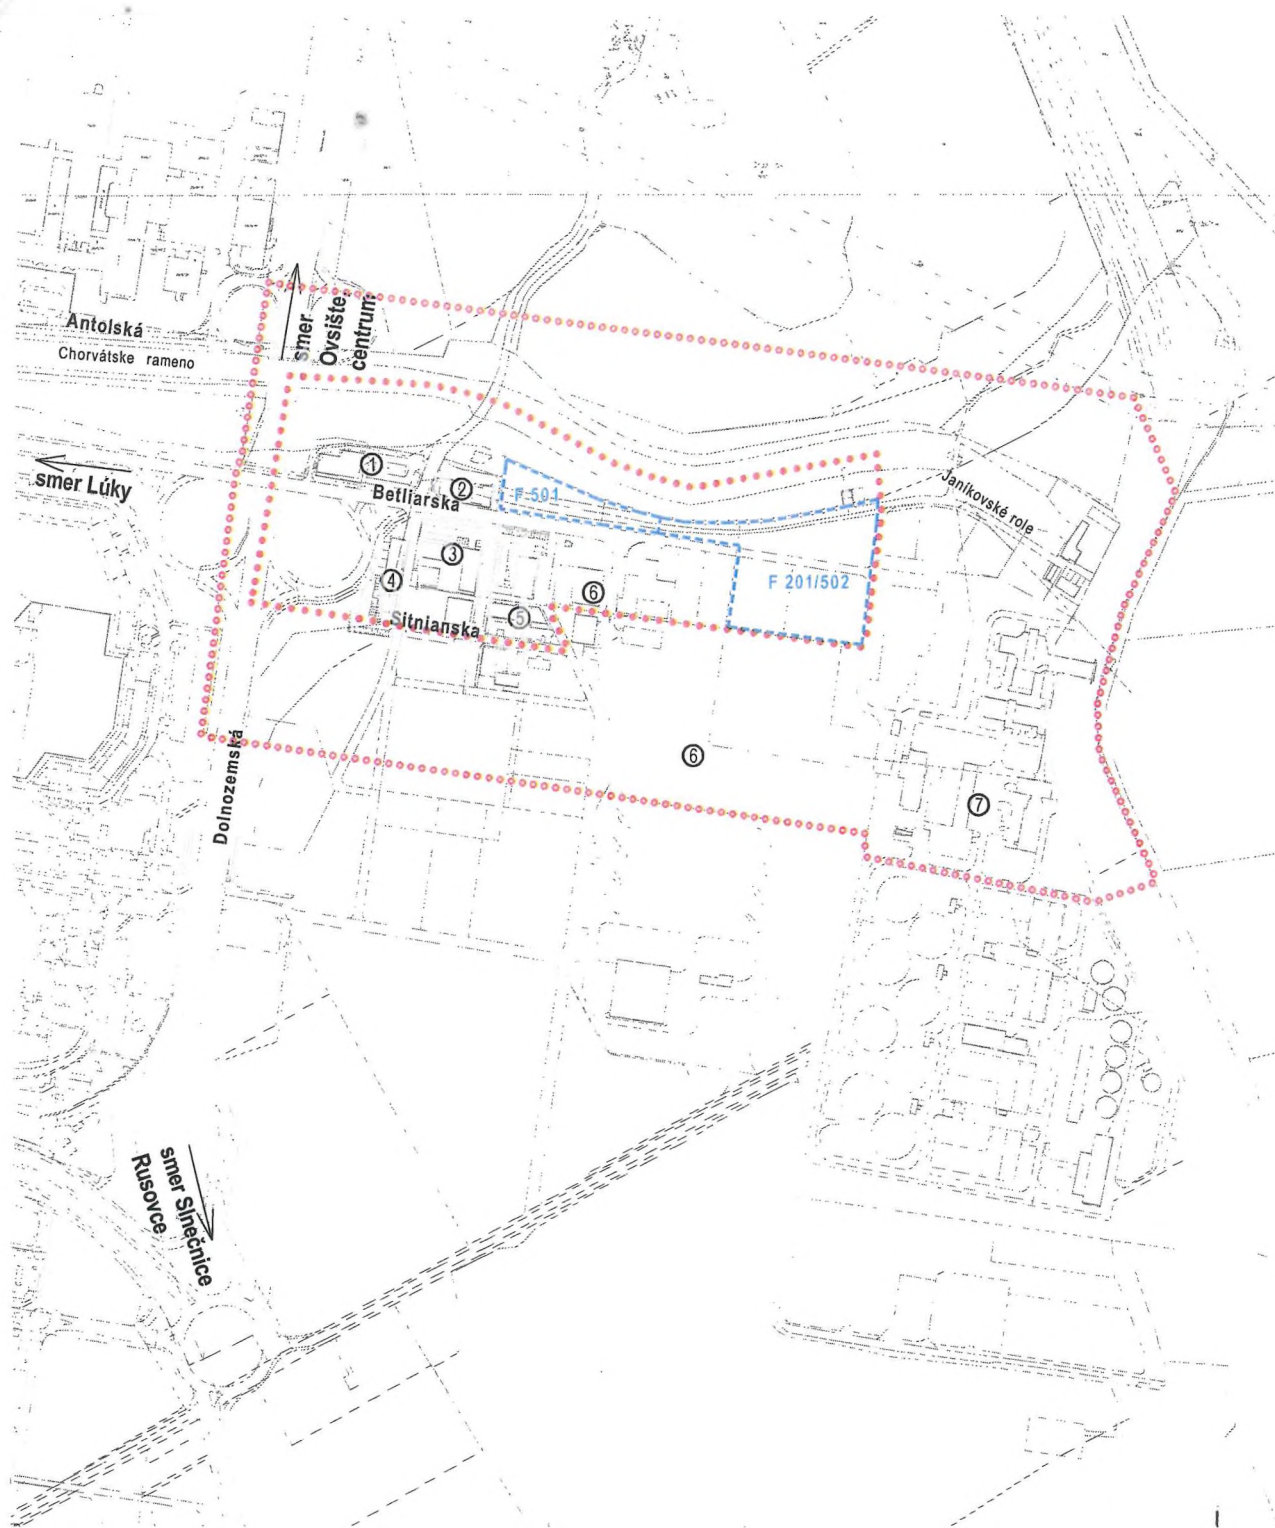 Antolská
Chorvátske rameno
smer
Ovsište,
centrum
smer Lúky
①
Betliarska
②
F 501
Janíkovské role
③
④
⑥
F 201/502
Sitnianska
⑤
⑥
⑦
Dolnozemská
smer Slnečnice
Rusovce